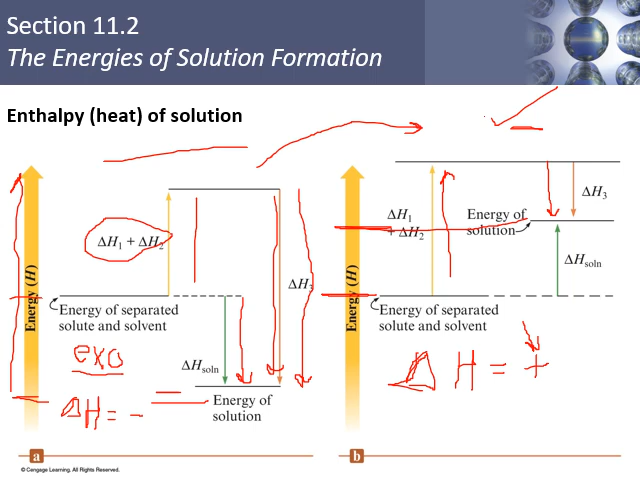 Section 11.2
The Energies of Solution Formation
Enthalpy (heat) of solution
Energy (H)
ΔH₁ + ΔH₂
ΔH₃
Energy of separated
solute and solvent
ΔHsoln
Energy of
solution
exo
ΔH = -
a
© Cengage Learning. All Rights Reserved.
Energy (H)
ΔH₁
+ ΔH₂
Energy of
solution
ΔH₃
ΔHsoln
Energy of separated
solute and solvent
Δ H = +
b